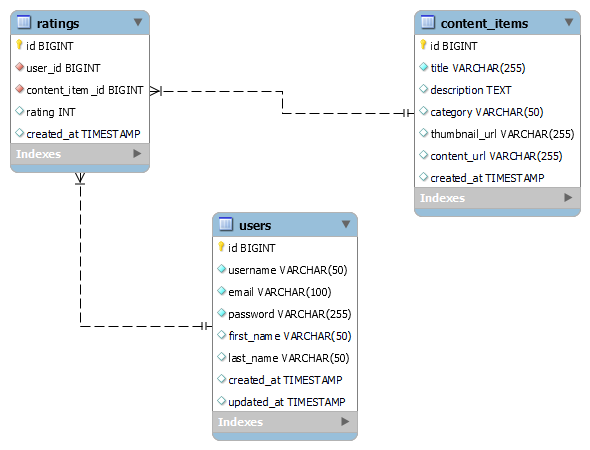 ratings
id BIGINT
user_id BIGINT
content_item_id BIGINT
rating INT
created_at TIMESTAMP
Indexes
content_items
id BIGINT
title VARCHAR(255)
description TEXT
category VARCHAR(50)
thumbnail_url VARCHAR(255)
content_url VARCHAR(255)
created_at TIMESTAMP
Indexes
users
id BIGINT
username VARCHAR(50)
email VARCHAR(100)
password VARCHAR(255)
first_name VARCHAR(50)
last_name VARCHAR(50)
created_at TIMESTAMP
updated_at TIMESTAMP
Indexes